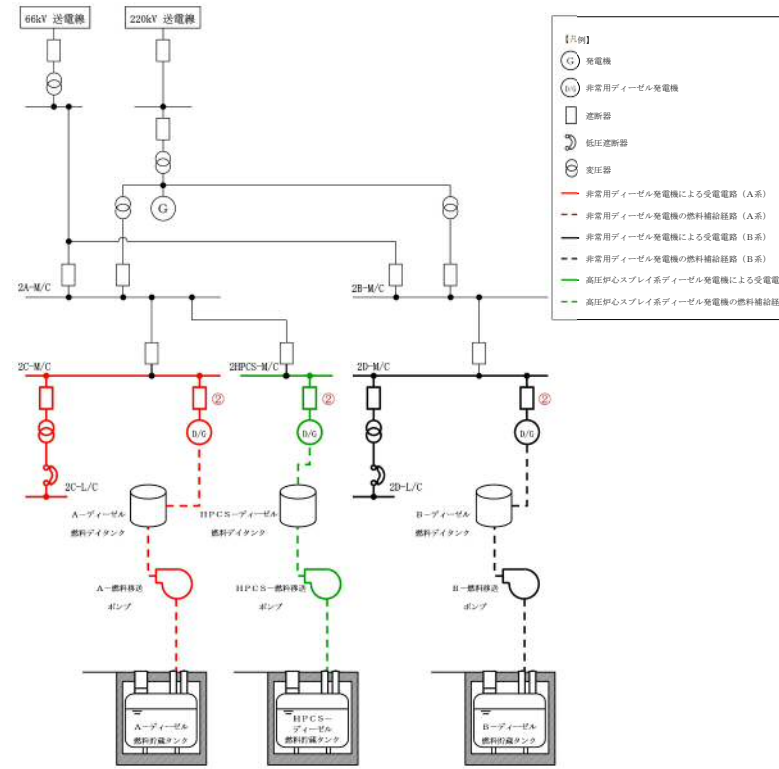 66kV 送電線
220kV 送電線
【凡例】
G 発電機
D/G 非常用ディーゼル発電機
遮断器
低圧遮断器
変圧器
非常用ディーゼル発電機による受電電路（A系）
非常用ディーゼル発電機の燃料補給経路（A系）
非常用ディーゼル発電機による受電電路（B系）
非常用ディーゼル発電機の燃料補給経路（B系）
高圧炉心スプレイ系ディーゼル発電機による受電電
高圧炉心スプレイ系ディーゼル発電機の燃料補給経
G
2A-M/C
2B-M/C
2C-M/C
2HPCS-M/C
2D-M/C
②
②
②
D/G
D/G
D/G
2C-L/C
2D-L/C
A－ディーゼル
燃料デイタンク
HPCS－ディーゼル
燃料デイタンク
B－ディーゼル
燃料デイタンク
A－燃料移送
ポンプ
HPCS－燃料移送
ポンプ
B－燃料移送
ポンプ
A－ディーゼル
燃料貯蔵タンク
HPCS－
ディーゼル
燃料貯蔵タンク
B－ディーゼル
燃料貯蔵タンク